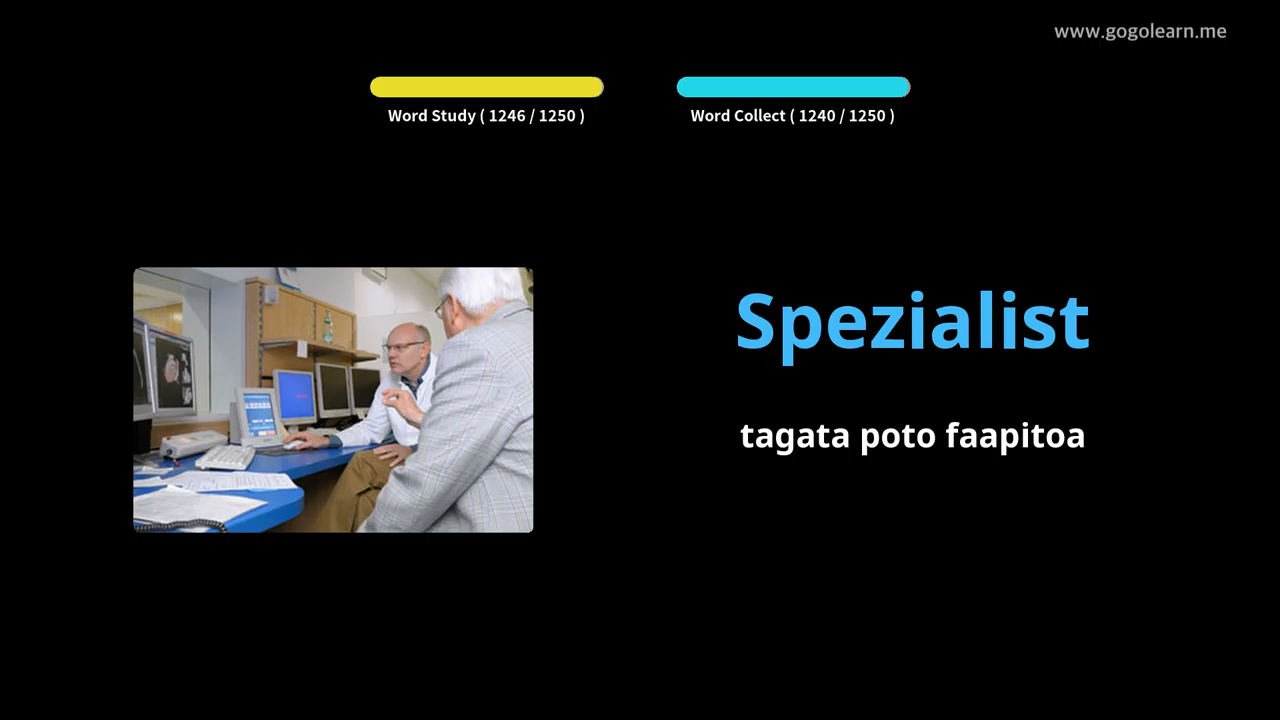 www.gogolearn.me
Word Study ( 1246 / 1250 )
Word Collect ( 1240 / 1250 )
Spezialist
tagata poto faapitoa